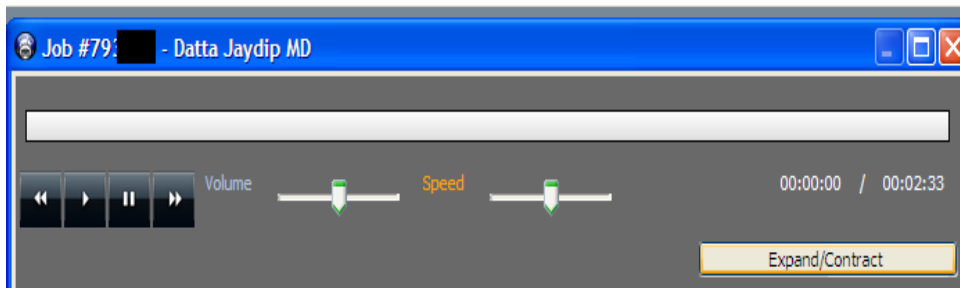 Job #793 - Datta Jaydip MD
Volume
Speed
00:00:00 / 00:02:33
Expand/Contract